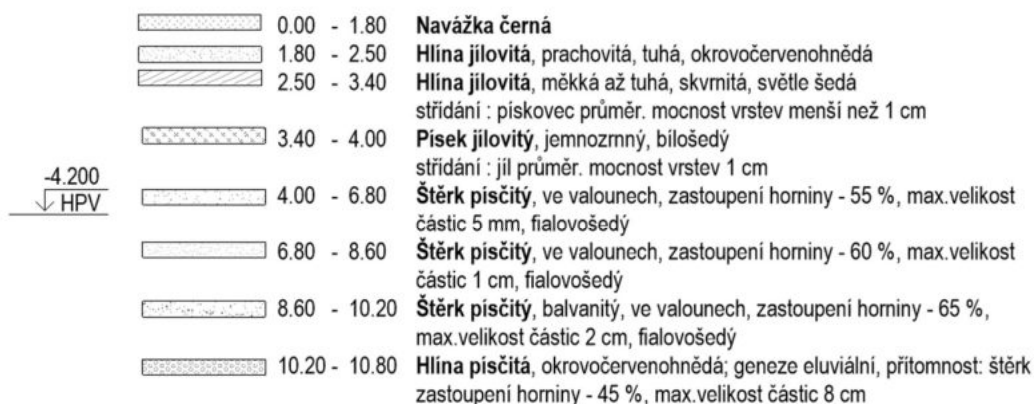 0.00 - 1.80 Navážka černá
1.80 - 2.50 Hlína jílovitá, prachovitá, tuhá, okrovočervenohnědá
2.50 - 3.40 Hlína jílovitá, měkká až tuhá, skvrnitá, světle šedá
střídání : pískovec průměr. mocnost vrstev menší než 1 cm
3.40 - 4.00 Písek jílovitý, jemnozrnný, bílošedý
střídání : jíl průměr. mocnost vrstev 1 cm
-4.200
HPV
4.00 - 6.80 Štěrk písčitý, ve valounech, zastoupení horniny - 55 %, max.velikost
částic 5 mm, fialovošedý
6.80 - 8.60 Štěrk písčitý, ve valounech, zastoupení horniny - 60 %, max.velikost
částic 1 cm, fialovošedý
8.60 - 10.20 Štěrk písčitý, balvanitý, ve valounech, zastoupení horniny - 65 %,
max.velikost částic 2 cm, fialovošedý
10.20 - 10.80 Hlína písčitá, okrovočervenohnědá; geneze eluviální, přítomnost: štěrk
zastoupení horniny - 45 %, max.velikost částic 8 cm